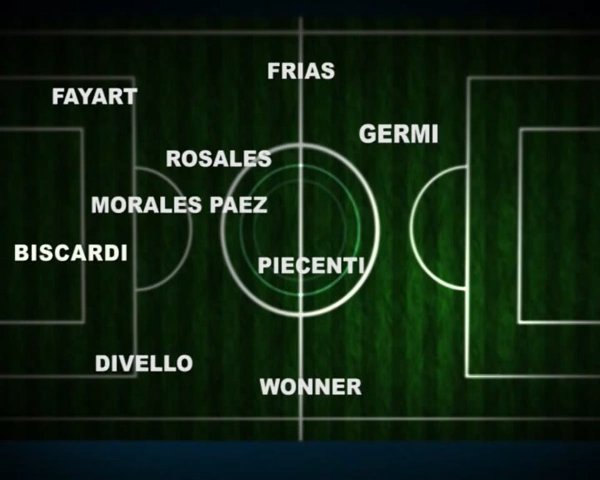 FRIAS
FAYART
GERMI
ROSALES
MORALES PAEZ
BISCARDI
PIECENTI
DIVELLO
WONNER